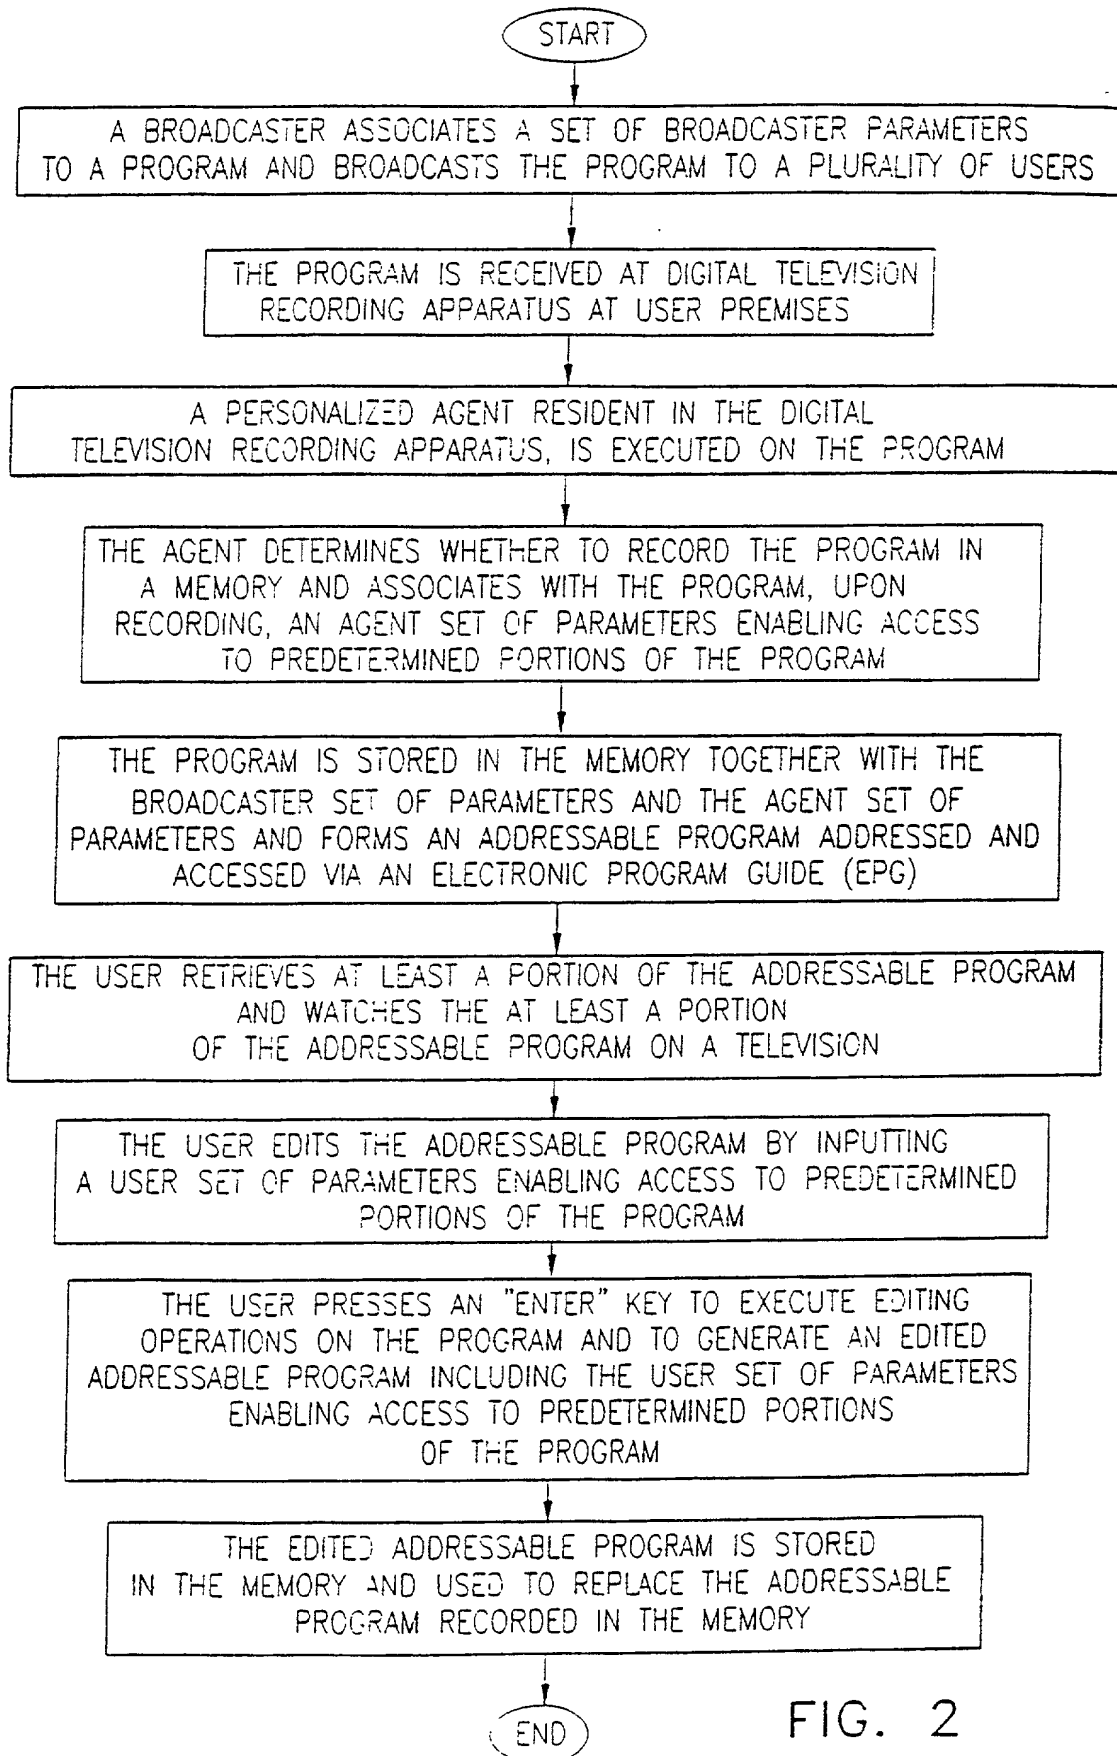 START
A BROADCASTER ASSOCIATES A SET OF BROADCASTER PARAMETERS
TO A PROGRAM AND BROADCASTS THE PROGRAM TO A PLURALITY OF USERS
THE PROGRAM IS RECEIVED AT DIGITAL TELEVISION
RECORDING APPARATUS AT USER PREMISES
A PERSONALIZED AGENT RESIDENT IN THE DIGITAL
TELEVISION RECORDING APPARATUS, IS EXECUTED ON THE PROGRAM
THE AGENT DETERMINES WHETHER TO RECORD THE PROGRAM IN
A MEMORY AND ASSOCIATES WITH THE PROGRAM, UPON
RECORDING, AN AGENT SET OF PARAMETERS ENABLING ACCESS
TO PREDETERMINED PORTIONS OF THE PROGRAM
THE PROGRAM IS STORED IN THE MEMORY TOGETHER WITH THE
BROADCASTER SET OF PARAMETERS AND THE AGENT SET OF
PARAMETERS AND FORMS AN ADDRESSABLE PROGRAM ADDRESSED AND
ACCESSED VIA AN ELECTRONIC PROGRAM GUIDE (EPG)
THE USER RETRIEVES AT LEAST A PORTION OF THE ADDRESSABLE PROGRAM
AND WATCHES THE AT LEAST A PORTION
OF THE ADDRESSABLE PROGRAM ON A TELEVISION
THE USER EDITS THE ADDRESSABLE PROGRAM BY INPUTTING
A USER SET OF PARAMETERS ENABLING ACCESS TO PREDETERMINED
PORTIONS OF THE PROGRAM
THE USER PRESSES AN "ENTER" KEY TO EXECUTE EDITING
OPERATIONS ON THE PROGRAM AND TO GENERATE AN EDITED
ADDRESSABLE PROGRAM INCLUDING THE USER SET OF PARAMETERS
ENABLING ACCESS TO PREDETERMINED PORTIONS
OF THE PROGRAM
THE EDITED ADDRESSABLE PROGRAM IS STORED
IN THE MEMORY AND USED TO REPLACE THE ADDRESSABLE
PROGRAM RECORDED IN THE MEMORY
END
FIG. 2